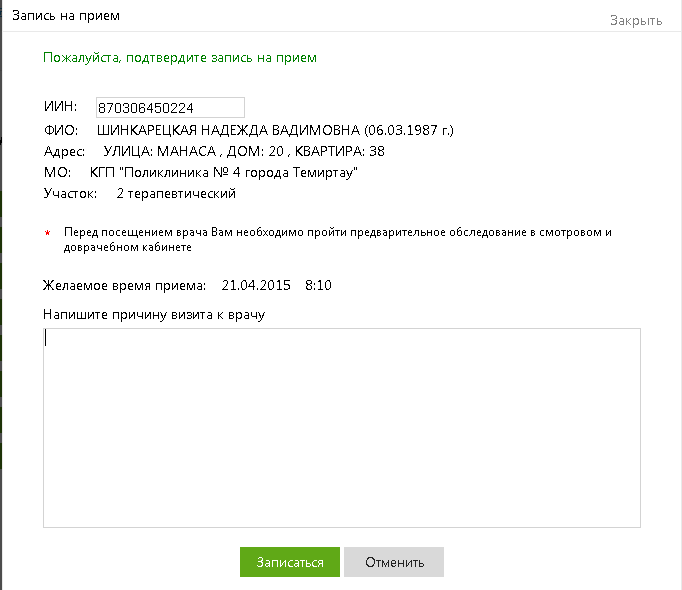 Запись на прием
Закрыть
Пожалуйста, подтвердите запись на прием
ИИН: 870306450224
ФИО: ШИНКАРЕЦКАЯ НАДЕЖДА ВАДИМОВНА (06.03.1987 г.)
Адрес: УЛИЦА: МАНАСА , ДОМ: 20 , КВАРТИРА: 38
МО: КГП "Поликлиника № 4 города Темиртау"
Участок: 2 терапевтический
* Перед посещением врача Вам необходимо пройти предварительное обследование в смотровом и
доврачебном кабинете
Желаемое время приема: 21.04.2015 8:10
Напишите причину визита к врачу
Записаться Отменить